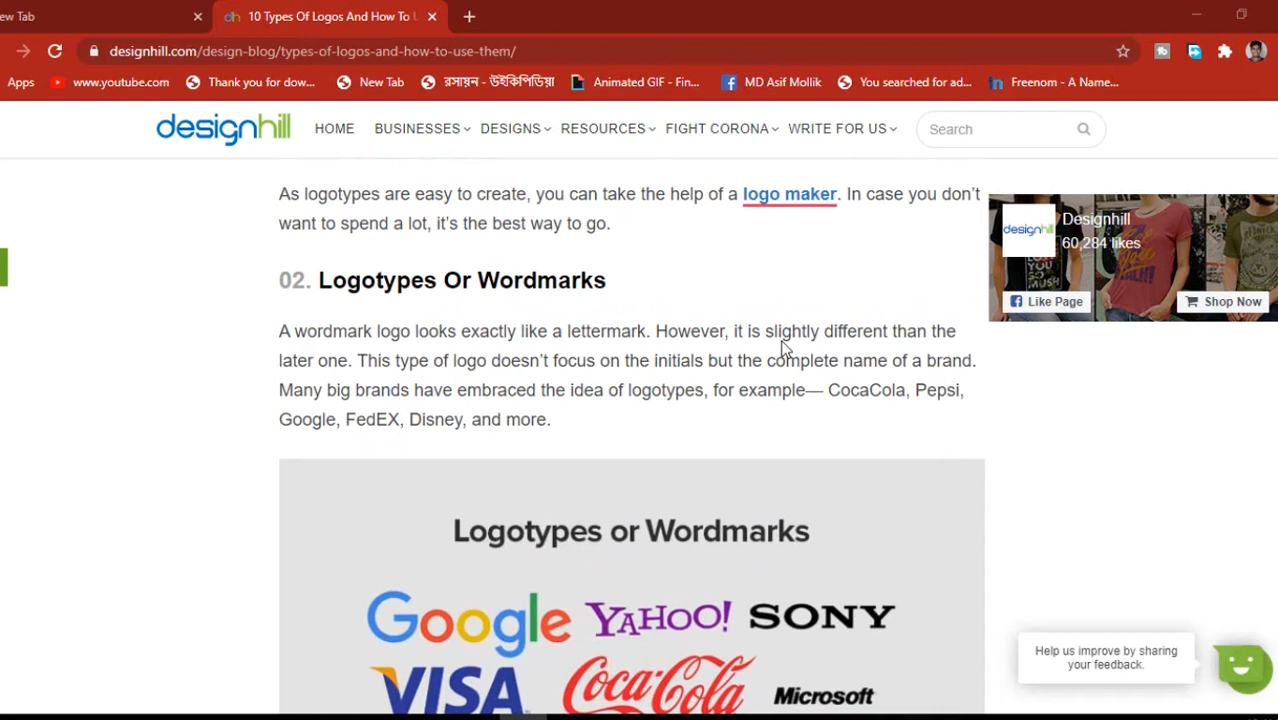 ew Tab
10 Types Of Logos And How To U
designhill.com/design-blog/types-of-logos-and-how-to-use-them/
Apps www.youtube.com Thank you for dow... New Tab রসায়ন - উইকিপিডিয়া Animated GIF - Fin... MD Asif Mollik You searched for ad... Freenom - A Name...
designhill HOME BUSINESSES DESIGNS RESOURCES FIGHT CORONA WRITE FOR US Search
As logotypes are easy to create, you can take the help of a logo maker. In case you don't
want to spend a lot, it's the best way to go.
designhill
Designhill
60,284 likes
Like Page
Shop Now
02. Logotypes Or Wordmarks
A wordmark logo looks exactly like a lettermark. However, it is slightly different than the
later one. This type of logo doesn't focus on the initials but the complete name of a brand.
Many big brands have embraced the idea of logotypes, for example— CocaCola, Pepsi,
Google, FedEX, Disney, and more.
Logotypes or Wordmarks
Google YAHOO! SONY
VISA Coca-Cola Microsoft
Help us improve by sharing
your feedback.